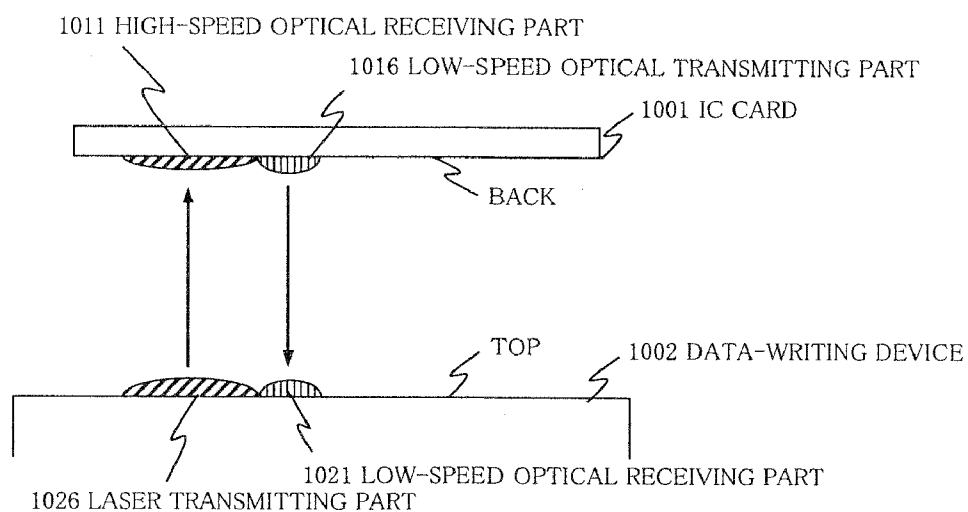 1011 HIGH-SPEED OPTICAL RECEIVING PART
1016 LOW-SPEED OPTICAL TRANSMITTING PART
1001 IC CARD
BACK
TOP
1002 DATA-WRITING DEVICE
1021 LOW-SPEED OPTICAL RECEIVING PART
1026 LASER TRANSMITTING PART